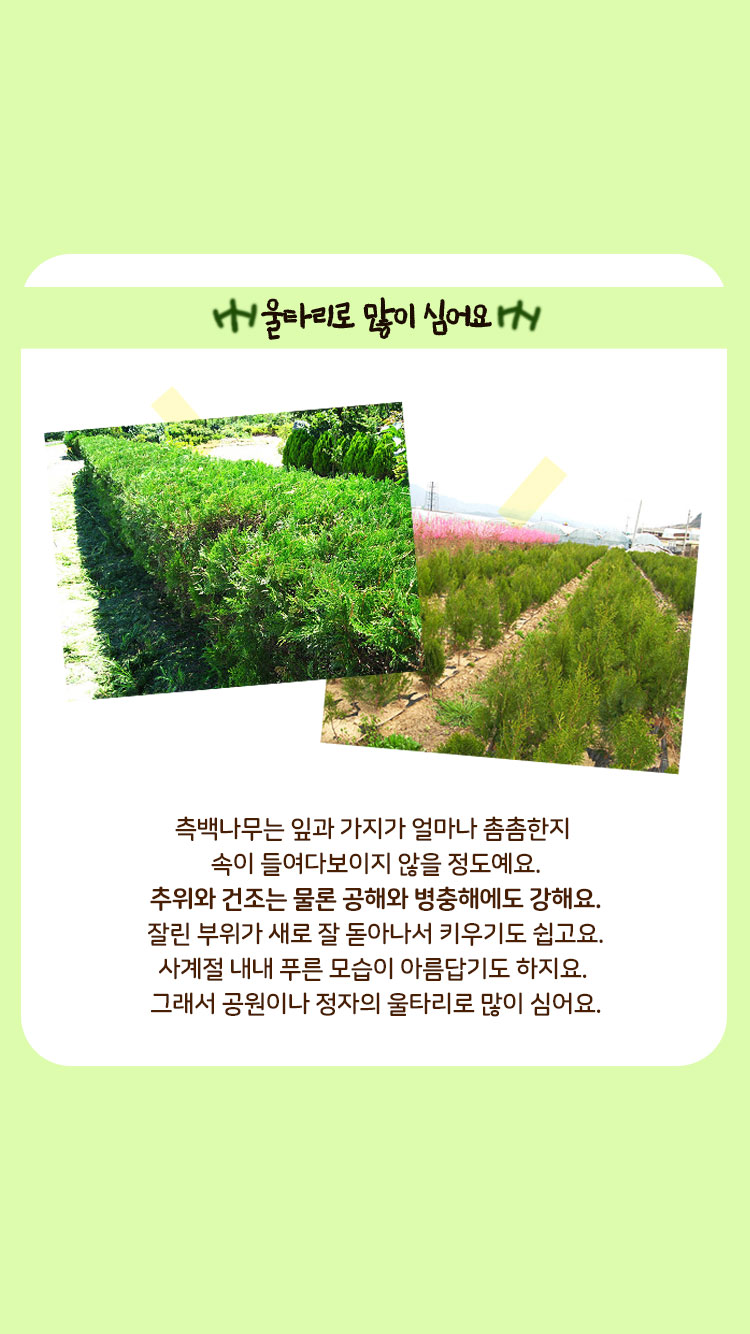 울타리로 많이 심어요
측백나무는 잎과 가지가 얼마나 촘촘한지
속이 들여다보이지 않을 정도예요.
추위와 건조는 물론 공해와 병충해에도 강해요.
잘린 부위가 새로 잘 돋아나서 키우기도 쉽고요.
사계절 내내 푸른 모습이 아름답기도 하지요.
그래서 공원이나 정자의 울타리로 많이 심어요.